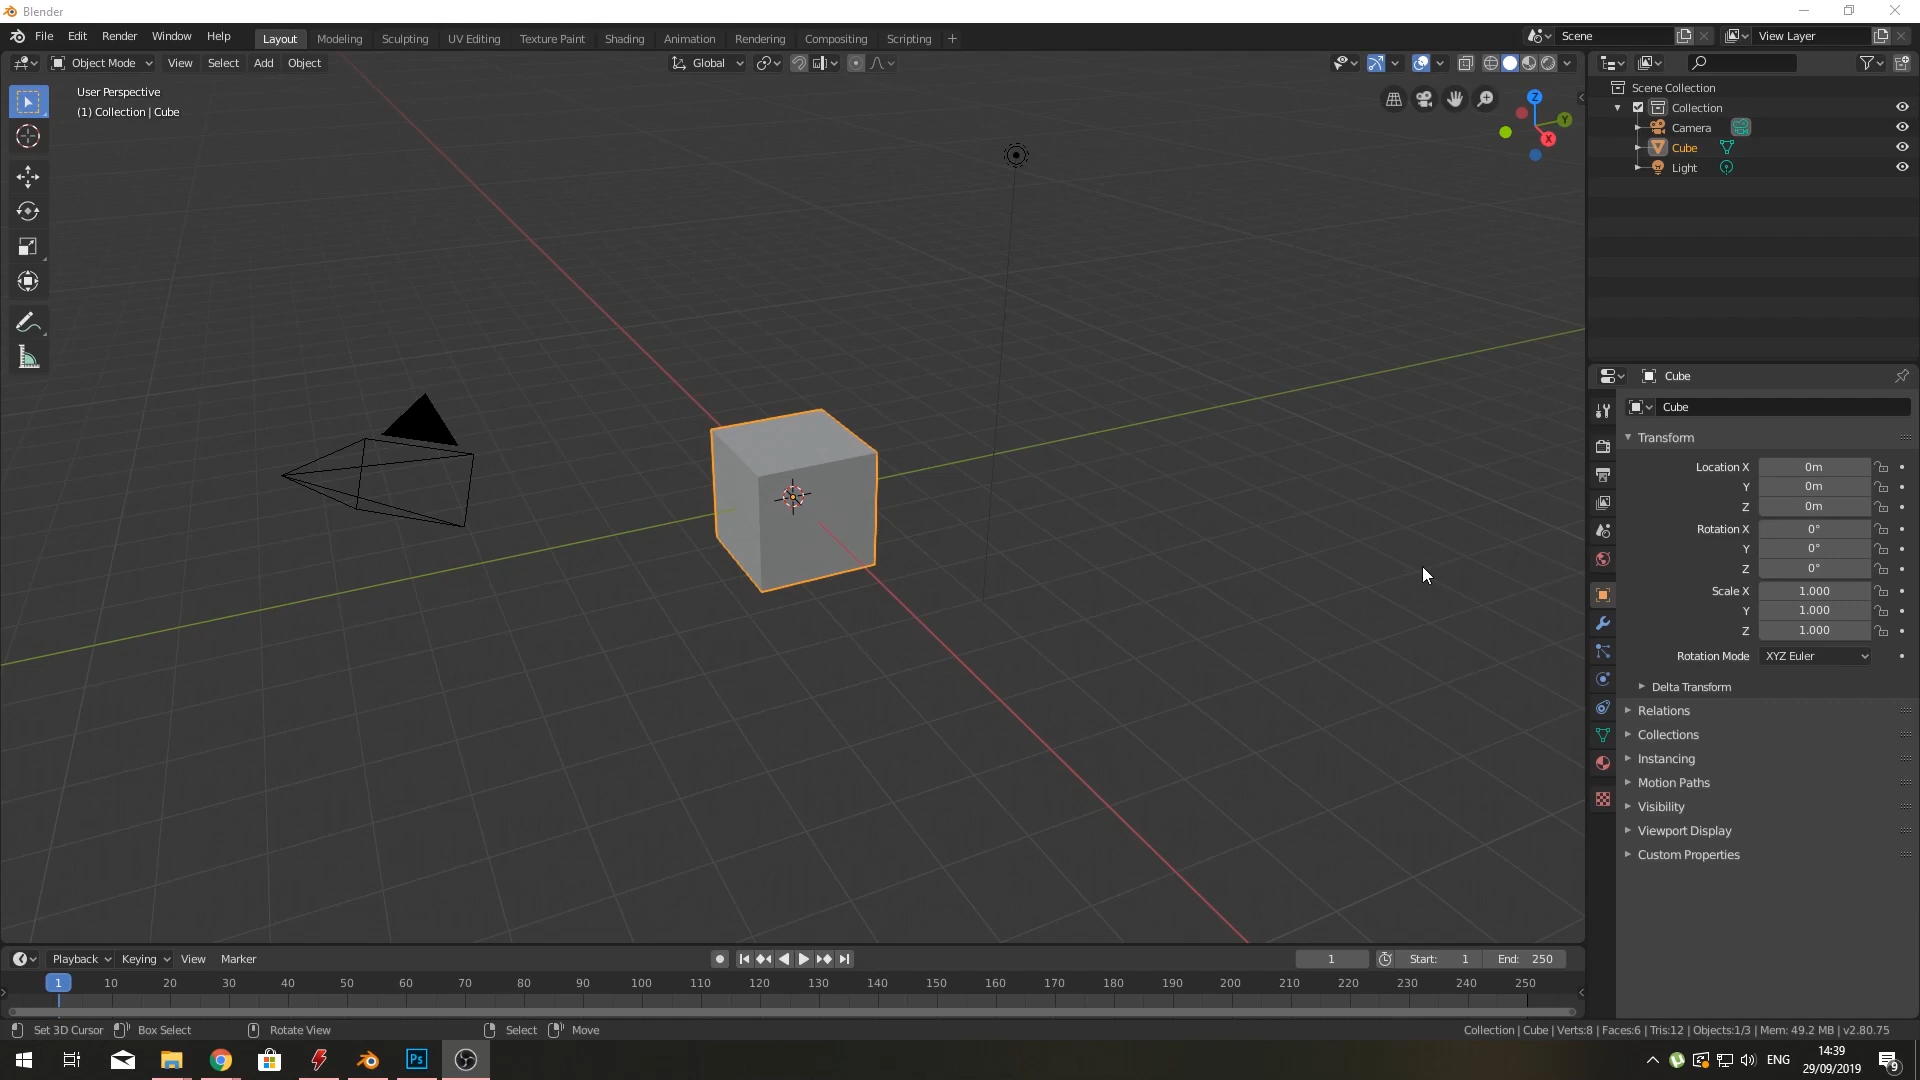 Blender
File Edit Render Window Help Layout Modeling Sculpting UV Editing Texture Paint Shading Animation Rendering Compositing Scripting + Scene View Layer
Object Mode View Select Add Object Global
User Perspective
(1) Collection | Cube
Z
Y
X
Scene Collection
Collection
Camera
Cube
Light
Cube
Cube
Transform
Location X 0m
Y 0m
Z 0m
Rotation X 0°
Y 0°
Z 0°
Scale X 1.000
Y 1.000
Z 1.000
Rotation Mode XYZ Euler
Delta Transform
Relations
Collections
Instancing
Motion Paths
Visibility
Viewport Display
Custom Properties
Playback Keying View Marker 1 Start: 1 End: 250
1 10 20 30 40 50 60 70 80 90 100 110 120 130 140 150 160 170 180 190 200 210 220 230 240 250
Set 3D Cursor Box Select Rotate View Select Move Collection | Cube | Verts:8 | Faces:6 | Tris:12 | Objects:1/3 | Mem: 49.2 MB | v2.80.75
Ps ENG 14:39
29/09/2019 9